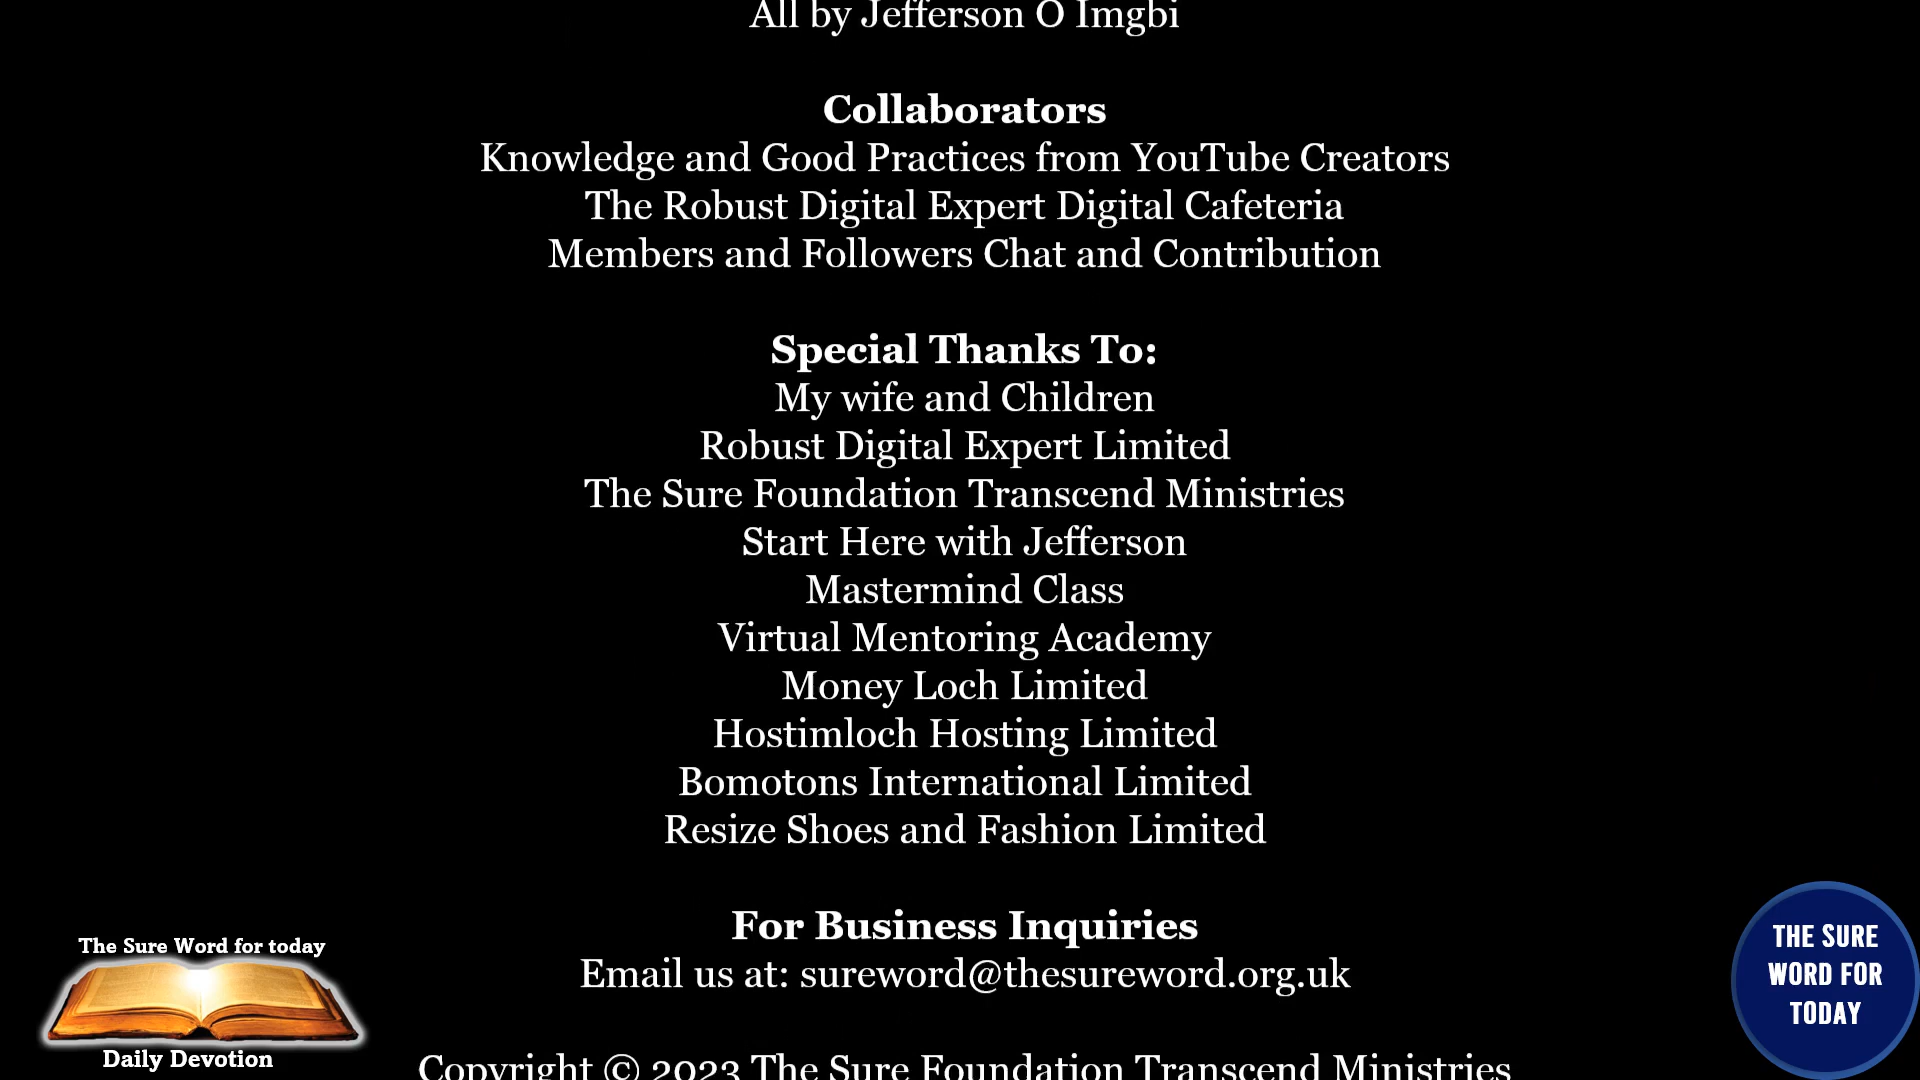 All by Jefferson O Imgbi
Collaborators
Knowledge and Good Practices from YouTube Creators
The Robust Digital Expert Digital Cafeteria
Members and Followers Chat and Contribution
Special Thanks To:
My wife and Children
Robust Digital Expert Limited
The Sure Foundation Transcend Ministries
Start Here with Jefferson
Mastermind Class
Virtual Mentoring Academy
Money Loch Limited
Hostimloch Hosting Limited
Bomotons International Limited
Resize Shoes and Fashion Limited
For Business Inquiries
Email us at: sureword@thesureword.org.uk
Copyright © 2023 The Sure Foundation Transcend Ministries
The Sure Word for today
Daily Devotion
THE SURE
WORD FOR
TODAY